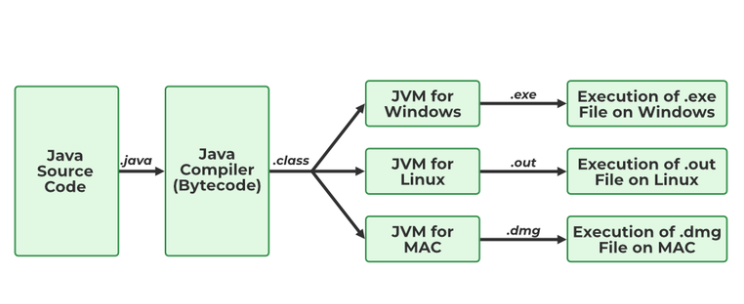 Java
Source
Code
.java
Java
Compiler
(Bytecode)
.class
JVM for
Windows
.exe
Execution of .exe
File on Windows
JVM for
Linux
.out
Execution of .out
File on Linux
JVM for
MAC
.dmg
Execution of .dmg
File on MAC